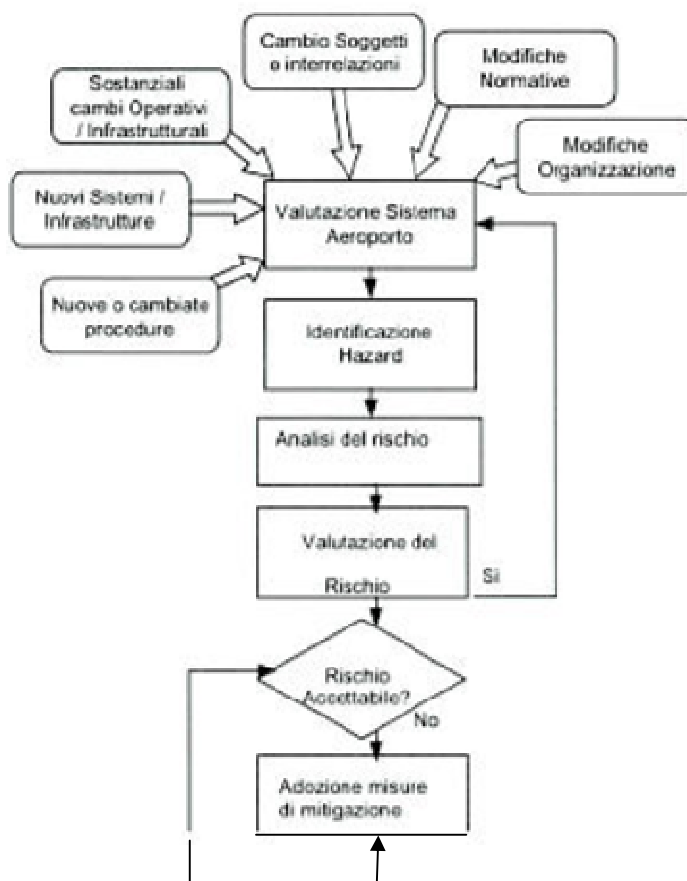 Cambio Soggetti
o interrelazioni
Modifiche
Normative
Sostanziali
cambi Operativi
/ Infrastrutturali
Modifiche
Organizzazione
Nuovi Sistemi /
Infrastrutture
Valutazione Sistema
Aeroporto
Nuove o cambiate
procedure
Identificazione
Hazard
Analisi del rischio
Valutazione del
Rischio
Si
Rischio
Accettabile?
No
Adozione misure
di mitigazione